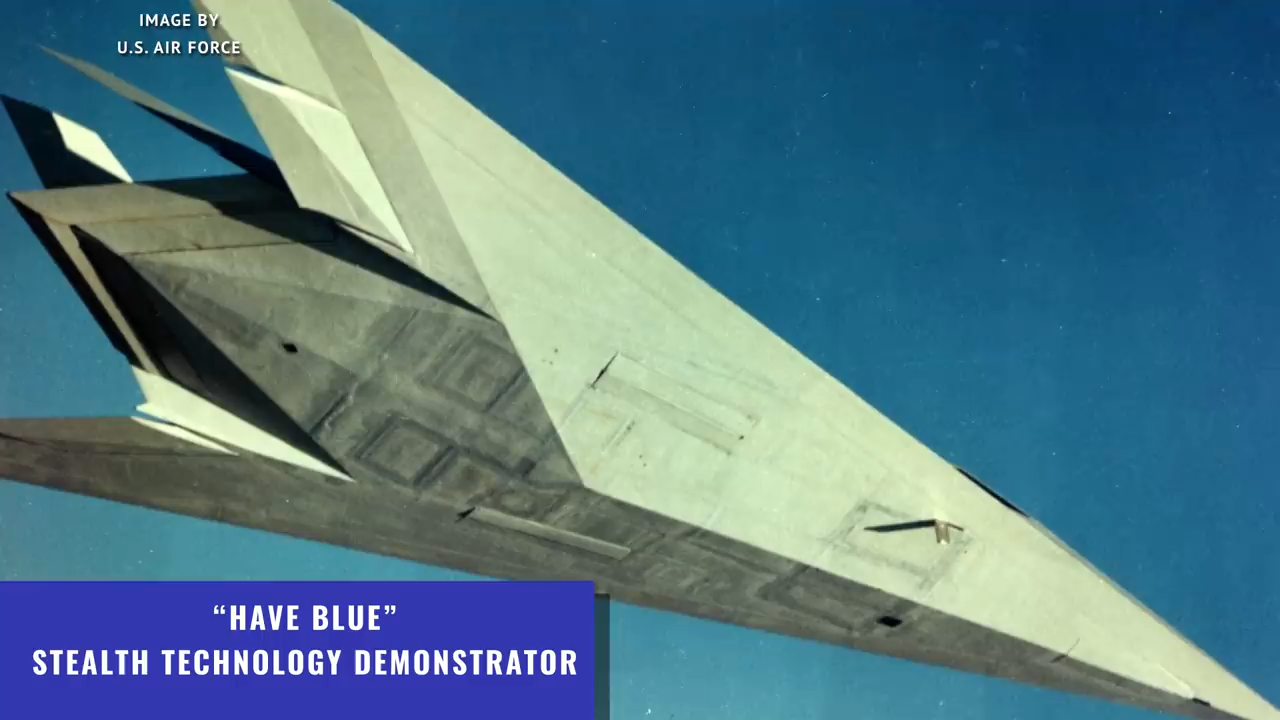 IMAGE BY
U.S. AIR FORCE
“HAVE BLUE”
STEALTH TECHNOLOGY DEMONSTRATOR